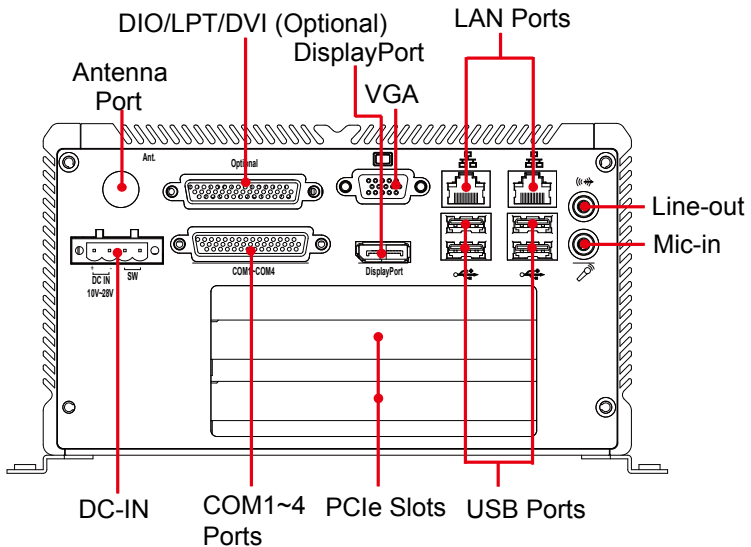 DIO/LPT/DVI (Optional)
LAN Ports
DisplayPort
Antenna
Port
VGA
Ant.
Optional
Line-out
Mic-in
+ -
DC IN
10V~28V
SW
COM1~COM4
DisplayPort
DC-IN
COM1~4
Ports
PCIe Slots
USB Ports